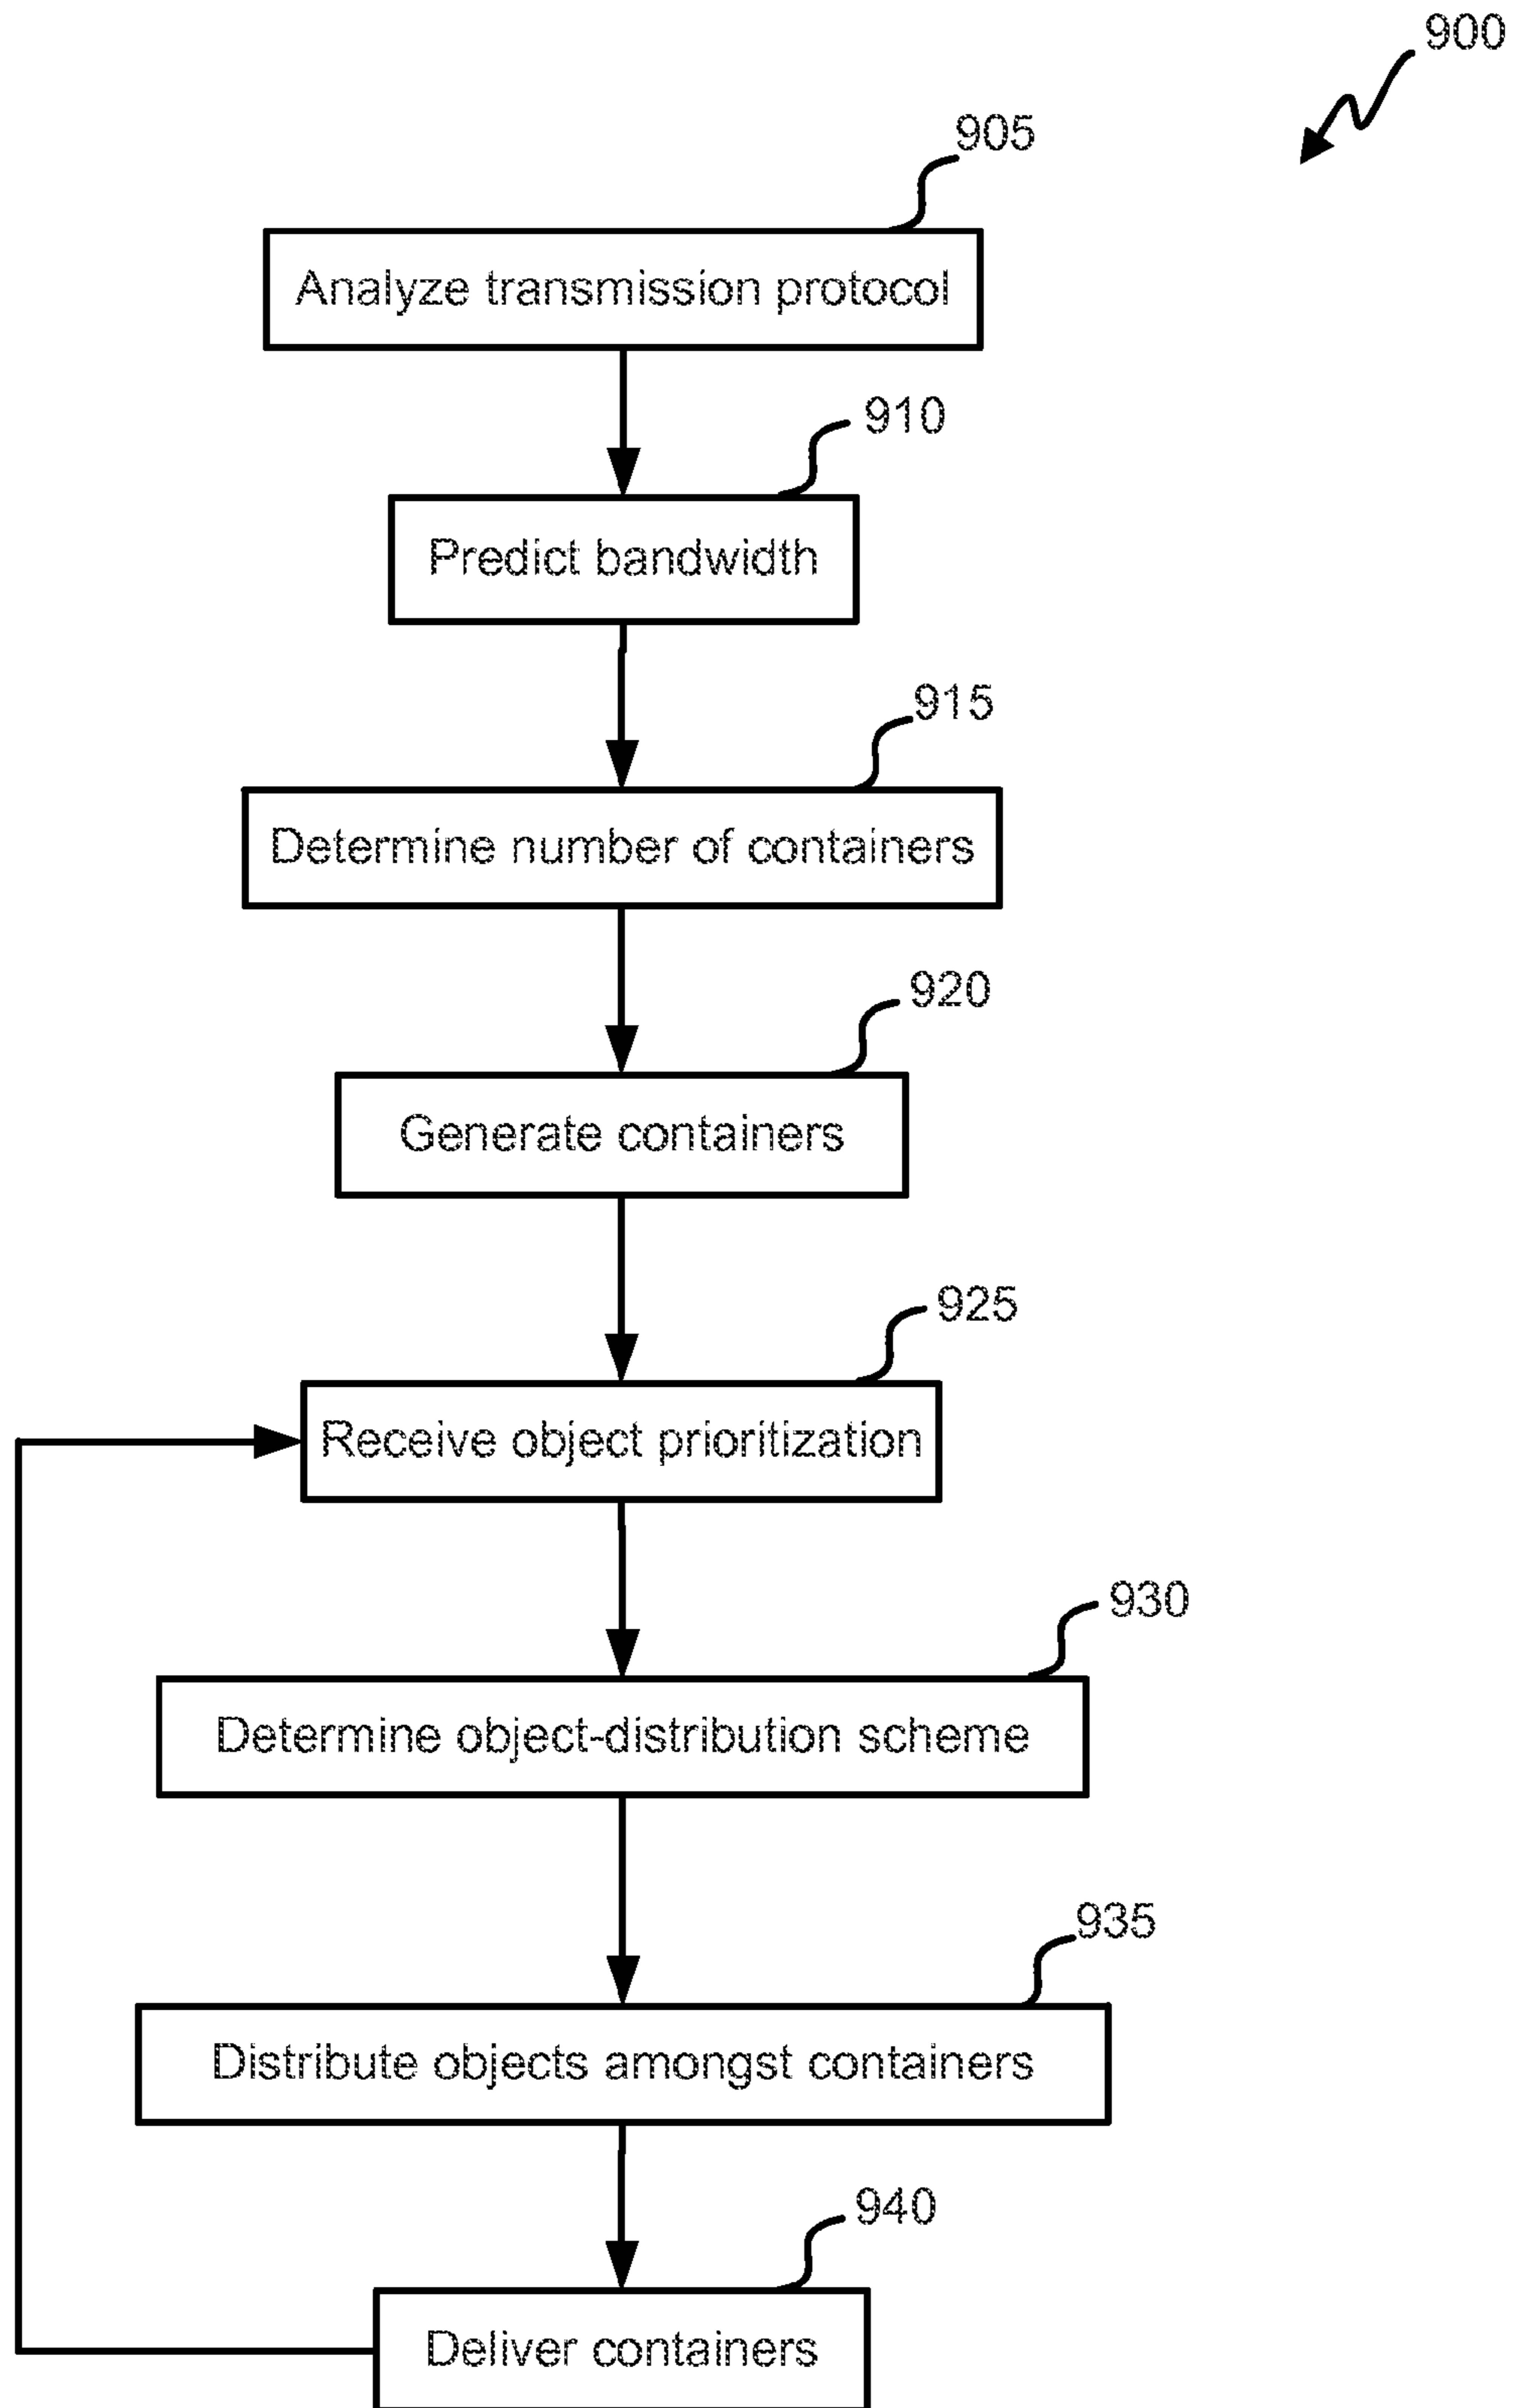 900
905
Analyze transmission protocol
910
Predict bandwidth
915
Determine number of containers
920
Generate containers
925
Receive object prioritization
930
Determine object-distribution scheme
935
Distribute objects amongst containers
940
Deliver containers